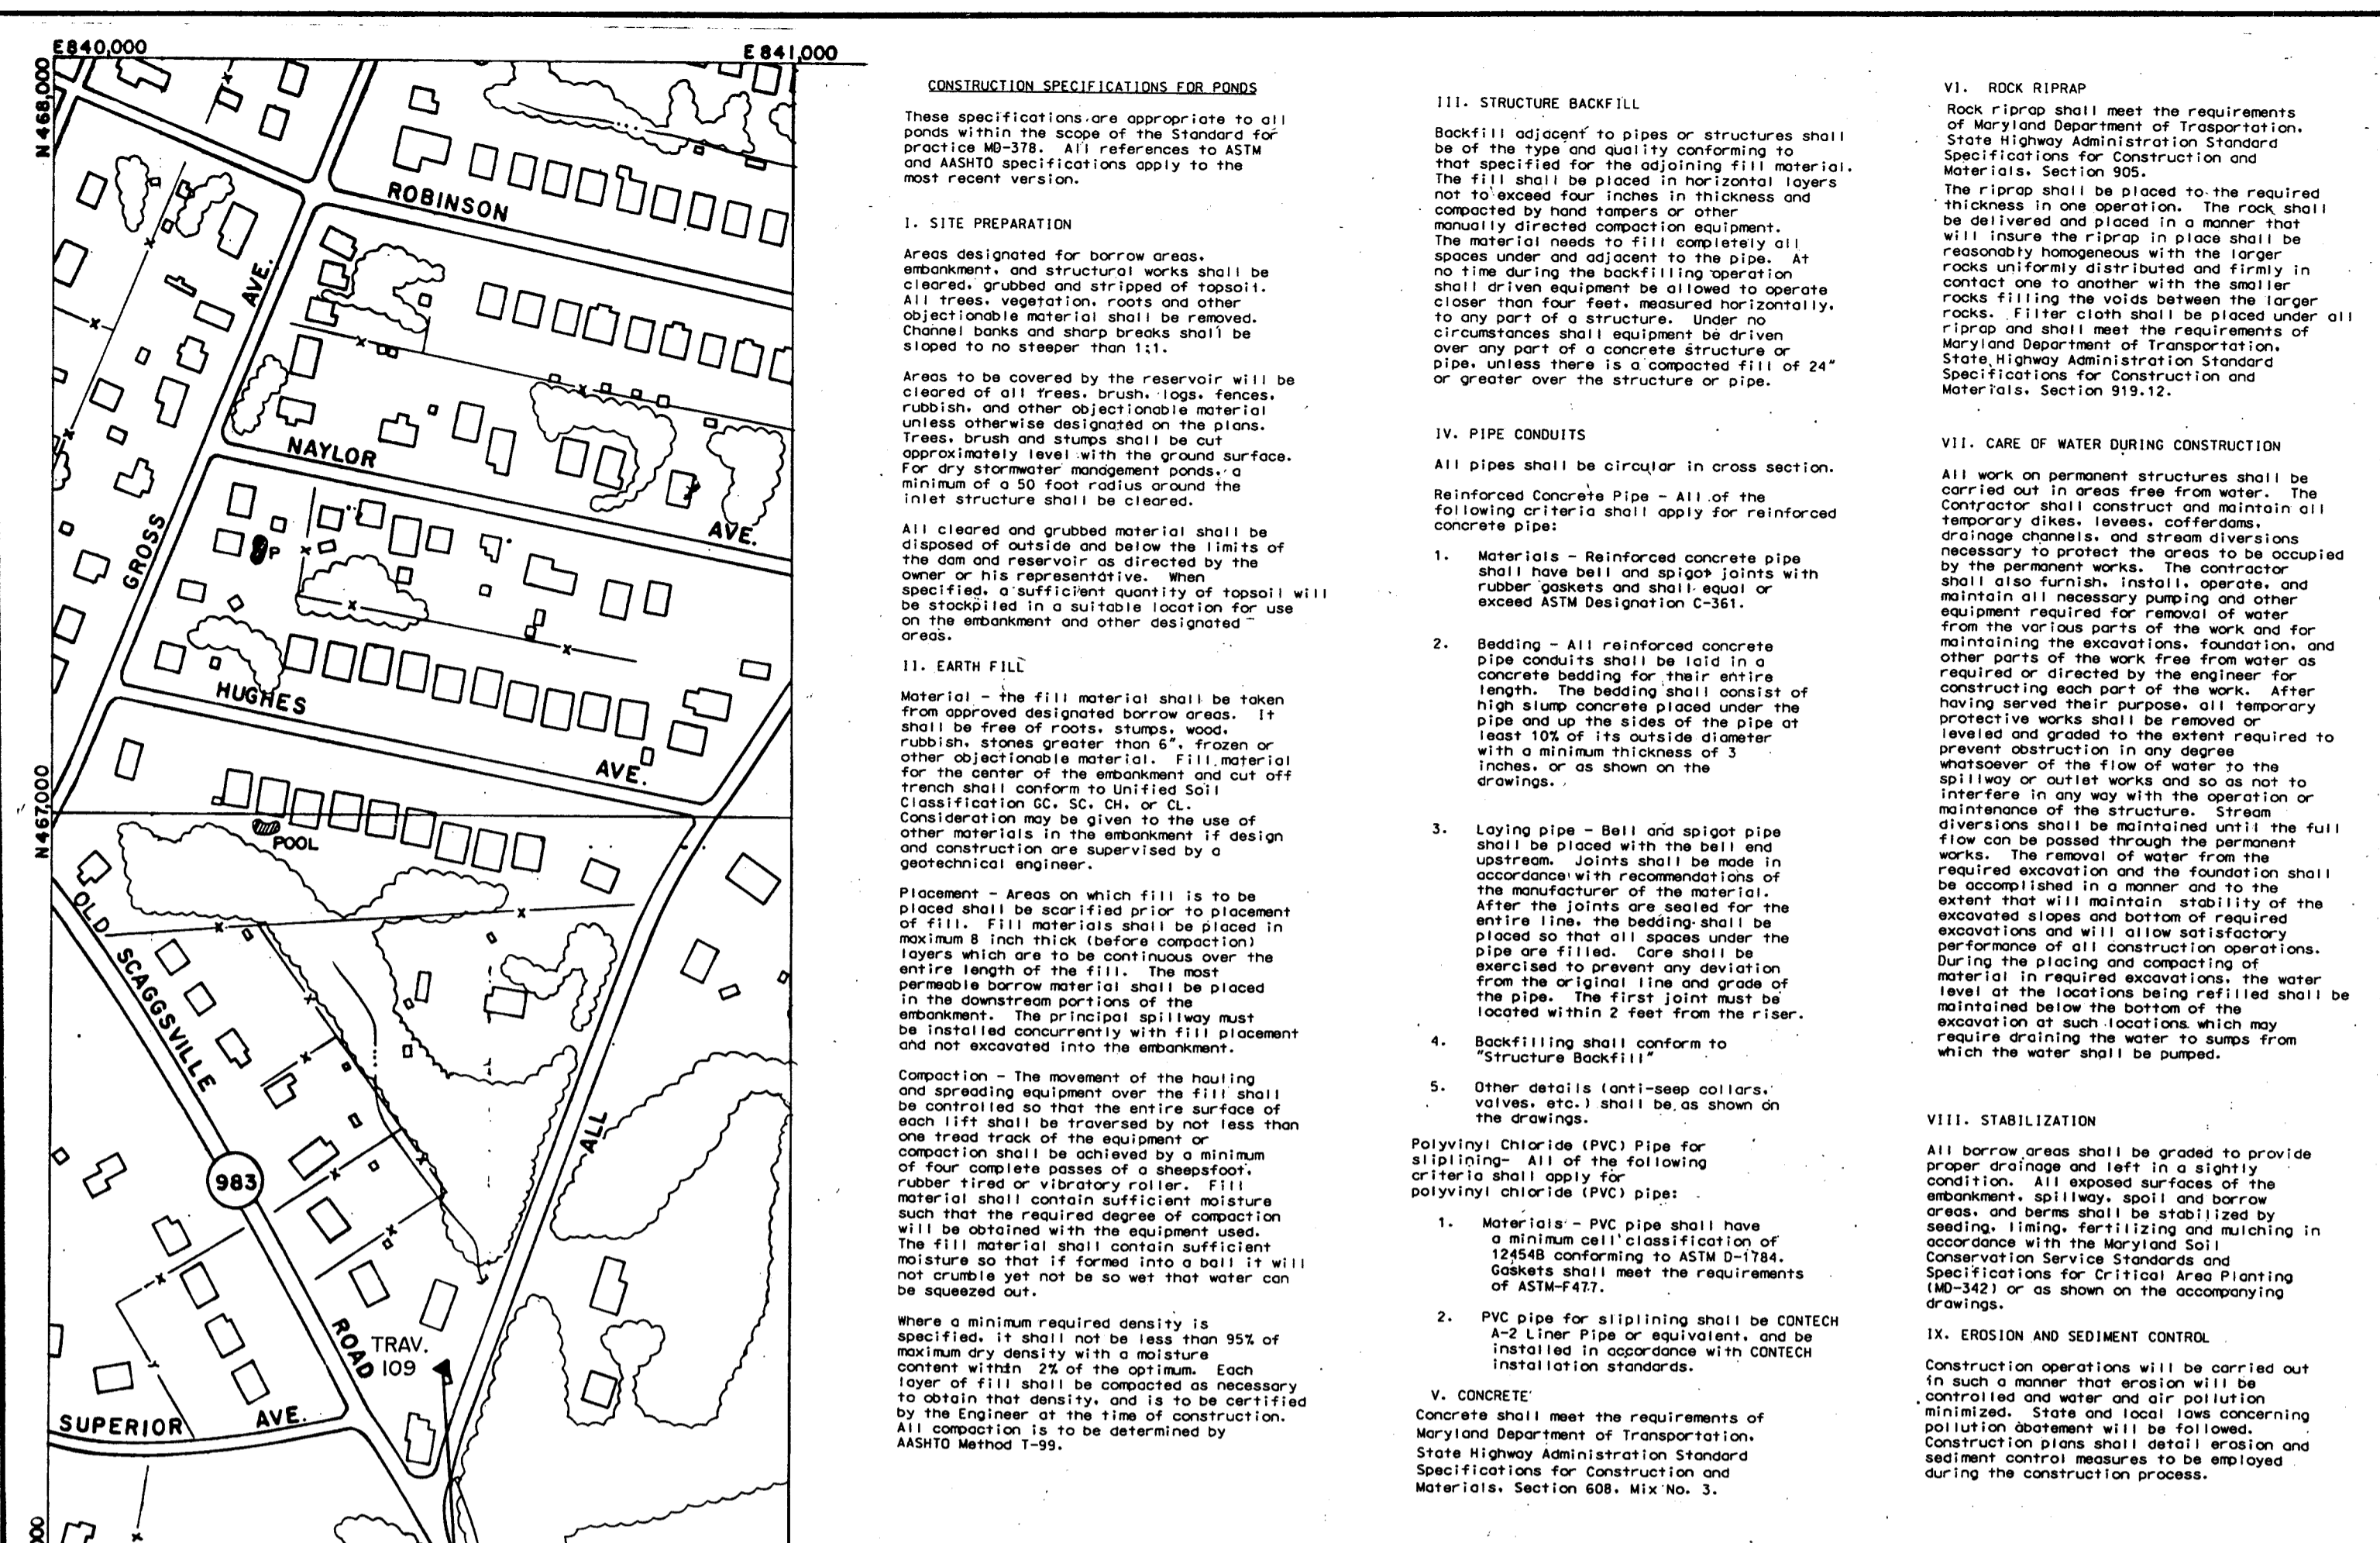 E 840,000
E 841,000
N 468,000
ROBINSON
AVE.
NAYLOR
AVE.
GROSS
P
HUGHES
AVE.
N 467,000
POOL
OLD SCAGGSVILLE
ALL
983
ROAD
TRAV.
109
SUPERIOR AVE.
000
CONSTRUCTION SPECIFICATIONS FOR PONDS
These specifications are appropriate to all
ponds within the scope of the Standard for
practice MD-378. All references to ASTM
and AASHTO specifications apply to the
most recent version.
I. SITE PREPARATION
Areas designated for borrow areas,
embankment, and structural works shall be
cleared, grubbed and stripped of topsoil.
All trees, vegetation, roots and other
objectionable material shall be removed.
Channel banks and sharp breaks shall be
sloped to no steeper than 1:1.
Areas to be covered by the reservoir will be
cleared of all trees, brush, logs, fences,
rubbish, and other objectionable material
unless otherwise designated on the plans.
Trees, brush and stumps shall be cut
approximately level with the ground surface.
For dry stormwater management ponds, a
minimum of a 50 foot radius around the
inlet structure shall be cleared.
All cleared and grubbed material shall be
disposed of outside and below the limits of
the dam and reservoir as directed by the
owner or his representative. When
specified, a sufficient quantity of topsoil will
be stockpiled in a suitable location for use
on the embankment and other designated
areas.
II. EARTH FILL
Material - the fill material shall be taken
from approved designated borrow areas. It
shall be free of roots, stumps, wood,
rubbish, stones greater than 6", frozen or
other objectionable material. Fill material
for the center of the embankment and cut off
trench shall conform to Unified Soil
Classification GC, SC, CH, or CL.
Consideration may be given to the use of
other materials in the embankment if design
and construction are supervised by a
geotechnical engineer.
Placement - Areas on which fill is to be
placed shall be scarified prior to placement
of fill. Fill materials shall be placed in
maximum 8 inch thick (before compaction)
layers which are to be continuous over the
entire length of the fill. The most
permeable borrow material shall be placed
in the downstream portions of the
embankment. The principal spillway must
be installed concurrently with fill placement
and not excavated into the embankment.
Compaction - The movement of the hauling
and spreading equipment over the fill shall
be controlled so that the entire surface of
each lift shall be traversed by not less than
one tread track of the equipment or
compaction shall be achieved by a minimum
of four complete passes of a sheepsfoot,
rubber tired or vibratory roller. Fill
material shall contain sufficient moisture
such that the required degree of compaction
will be obtained with the equipment used.
The fill material shall contain sufficient
moisture so that if formed into a ball it will
not crumble yet not be so wet that water can
be squeezed out.
Where a minimum required density is
specified, it shall not be less than 95% of
maximum dry density with a moisture
content within 2% of the optimum. Each
layer of fill shall be compacted as necessary
to obtain that density, and is to be certified
by the Engineer at the time of construction.
All compaction is to be determined by
AASHTO Method T-99.
III. STRUCTURE BACKFILL
Backfill adjacent to pipes or structures shall
be of the type and quality conforming to
that specified for the adjoining fill material.
The fill shall be placed in horizontal layers
not to exceed four inches in thickness and
compacted by hand tampers or other
manually directed compaction equipment.
The material needs to fill completely all
spaces under and adjacent to the pipe. At
no time during the backfilling operation
shall driven equipment be allowed to operate
closer than four feet, measured horizontally,
to any part of a structure. Under no
circumstances shall equipment be driven
over any part of a concrete structure or
pipe, unless there is a compacted fill of 24"
or greater over the structure or pipe.
IV. PIPE CONDUITS
All pipes shall be circular in cross section.
Reinforced Concrete Pipe - All of the
following criteria shall apply for reinforced
concrete pipe:
1. Materials - Reinforced concrete pipe
shall have bell and spigot joints with
rubber gaskets and shall equal or
exceed ASTM Designation C-361.
2. Bedding - All reinforced concrete
pipe conduits shall be laid in a
concrete bedding for their entire
length. The bedding shall consist of
high slump concrete placed under the
pipe and up the sides of the pipe at
least 10% of its outside diameter
with a minimum thickness of 3
inches, or as shown on the
drawings.
3. Laying pipe - Bell and spigot pipe
shall be placed with the bell end
upstream. Joints shall be made in
accordance with recommendations of
the manufacturer of the material.
After the joints are sealed for the
entire line, the bedding shall be
placed so that all spaces under the
pipe are filled. Care shall be
exercised to prevent any deviation
from the original line and grade of
the pipe. The first joint must be
located within 2 feet from the riser.
4. Backfilling shall conform to
"Structure Backfill"
5. Other details (anti-seep collars,
valves, etc.) shall be as shown on
the drawings.
Polyvinyl Chloride (PVC) Pipe for
sliplining- All of the following
criteria shall apply for
polyvinyl chloride (PVC) pipe:
1. Materials - PVC pipe shall have
a minimum cell classification of
12454B conforming to ASTM D-1784.
Gaskets shall meet the requirements
of ASTM-F477.
2. PVC pipe for sliplining shall be CONTECH
A-2 Liner Pipe or equivalent, and be
installed in accordance with CONTECH
installation standards.
V. CONCRETE
Concrete shall meet the requirements of
Maryland Department of Transportation,
State Highway Administration Standard
Specifications for Construction and
Materials, Section 608, Mix No. 3.
VI. ROCK RIPRAP
Rock riprap shall meet the requirements
of Maryland Department of Trasportation,
State Highway Administration Standard
Specifications for Construction and
Materials, Section 905.
The riprap shall be placed to the required
thickness in one operation. The rock shall
be delivered and placed in a manner that
will insure the riprap in place shall be
reasonably homogeneous with the larger
rocks uniformly distributed and firmly in
contact one to another with the smaller
rocks filling the voids between the larger
rocks. Filter cloth shall be placed under all
riprap and shall meet the requirements of
Maryland Department of Transportation,
State Highway Administration Standard
Specifications for Construction and
Materials, Section 919.12.
VII. CARE OF WATER DURING CONSTRUCTION
All work on permanent structures shall be
carried out in areas free from water. The
Contractor shall construct and maintain all
temporary dikes, levees, cofferdams,
drainage channels, and stream diversions
necessary to protect the areas to be occupied
by the permanent works. The contractor
shall also furnish, install, operate, and
maintain all necessary pumping and other
equipment required for removal of water
from the various parts of the work and for
maintaining the excavations, foundation, and
other parts of the work free from water as
required or directed by the engineer for
constructing each part of the work. After
having served their purpose, all temporary
protective works shall be removed or
leveled and graded to the extent required to
prevent obstruction in any degree
whatsoever of the flow of water to the
spillway or outlet works and so as not to
interfere in any way with the operation or
maintenance of the structure. Stream
diversions shall be maintained until the full
flow can be passed through the permanent
works. The removal of water from the
required excavation and the foundation shall
be accomplished in a manner and to the
extent that will maintain stability of the
excavated slopes and bottom of required
excavations and will allow satisfactory
performance of all construction operations.
During the placing and compacting of
material in required excavations, the water
level at the locations being refilled shall be
maintained below the bottom of the
excavation at such locations which may
require draining the water to sumps from
which the water shall be pumped.
VIII. STABILIZATION
All borrow areas shall be graded to provide
proper drainage and left in a sightly
condition. All exposed surfaces of the
embankment, spillway, spoil and borrow
areas, and berms shall be stabilized by
seeding, liming, fertilizing and mulching in
accordance with the Maryland Soil
Conservation Service Standards and
Specifications for Critical Area Planting
(MD-342) or as shown on the accompanying
drawings.
IX. EROSION AND SEDIMENT CONTROL
Construction operations will be carried out
in such a manner that erosion will be
controlled and water and air pollution
minimized. State and local laws concerning
pollution abatement will be followed.
Construction plans shall detail erosion and
sediment control measures to be employed
during the construction process.